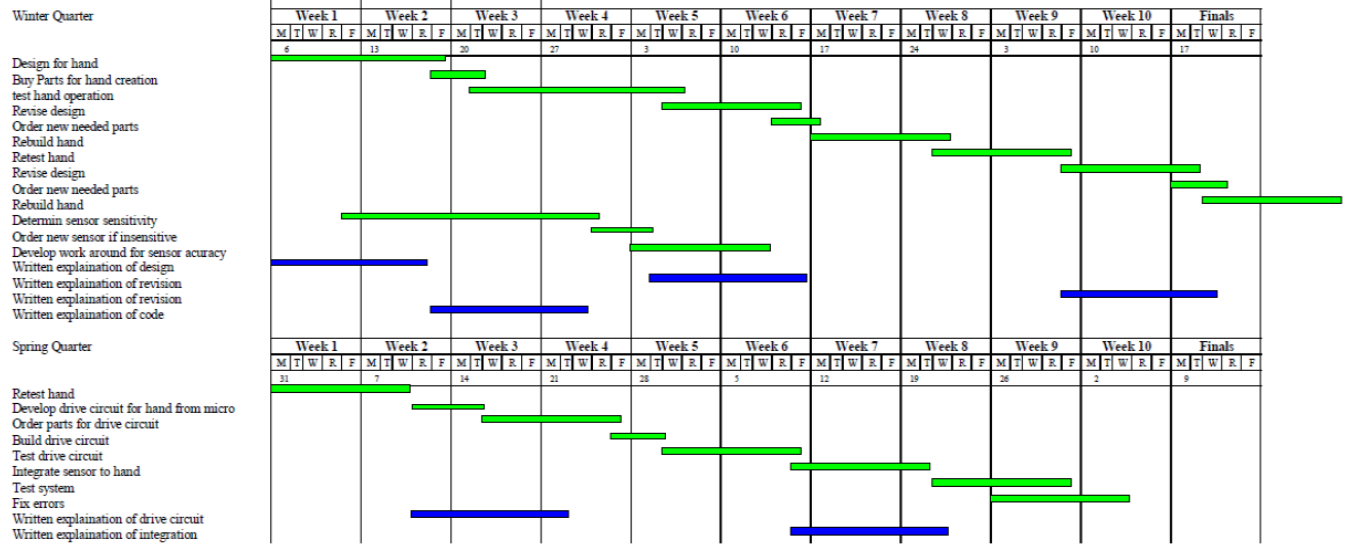 Winter Quarter Week 1 Week 2 Week 3 Week 4 Week 5 Week 6 Week 7 Week 8 Week 9 Week 10 Finals
M T W R F M T W R F M T W R F M T W R F M T W R F M T W R F M T W R F M T W R F M T W R F M T W R F M T W R F
6 13 20 27 3 10 17 24 3 10 17
Design for hand
Buy Parts for hand creation
test hand operation
Revise design
Order new needed parts
Rebuild hand
Retest hand
Revise design
Order new needed parts
Rebuild hand
Determin sensor sensitivity
Order new sensor if insensitive
Develop work around for sensor acuracy
Written explaination of design
Written explaination of revision
Written explaination of revision
Written explaination of code
Spring Quarter Week 1 Week 2 Week 3 Week 4 Week 5 Week 6 Week 7 Week 8 Week 9 Week 10 Finals
M T W R F M T W R F M T W R F M T W R F M T W R F M T W R F M T W R F M T W R F M T W R F M T W R F M T W R F
31 7 14 21 28 5 12 19 26 2 9
Retest hand
Develop drive circuit for hand from micro
Order parts for drive circuit
Build drive circuit
Test drive circuit
Integrate sensor to hand
Test system
Fix errors
Written explaination of drive circuit
Written explaination of integration